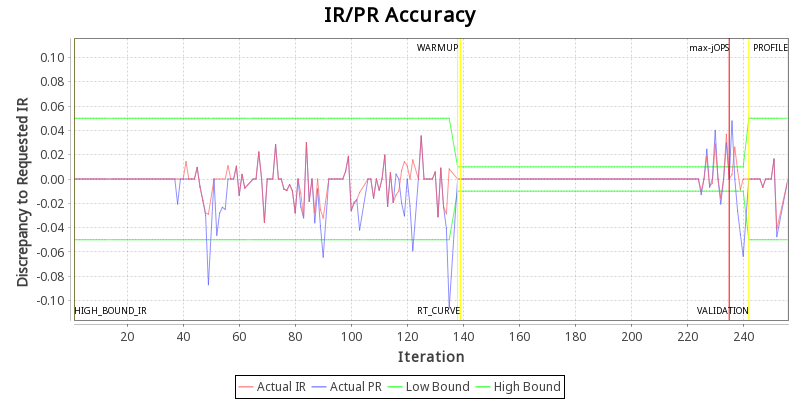 IR/PR Accuracy
WARMUP
max-jOPS
PROFILE
0.10
0.08
0.06
0.04
0.02
0.00
-0.02
-0.04
-0.06
-0.08
-0.10
Discrepancy to Requested IR
HIGH_BOUND_IR
RT_CURVE
VALIDATION
20 40 60 80 100 120 140 160 180 200 220 240
Iteration
Actual IR Actual PR Low Bound High Bound